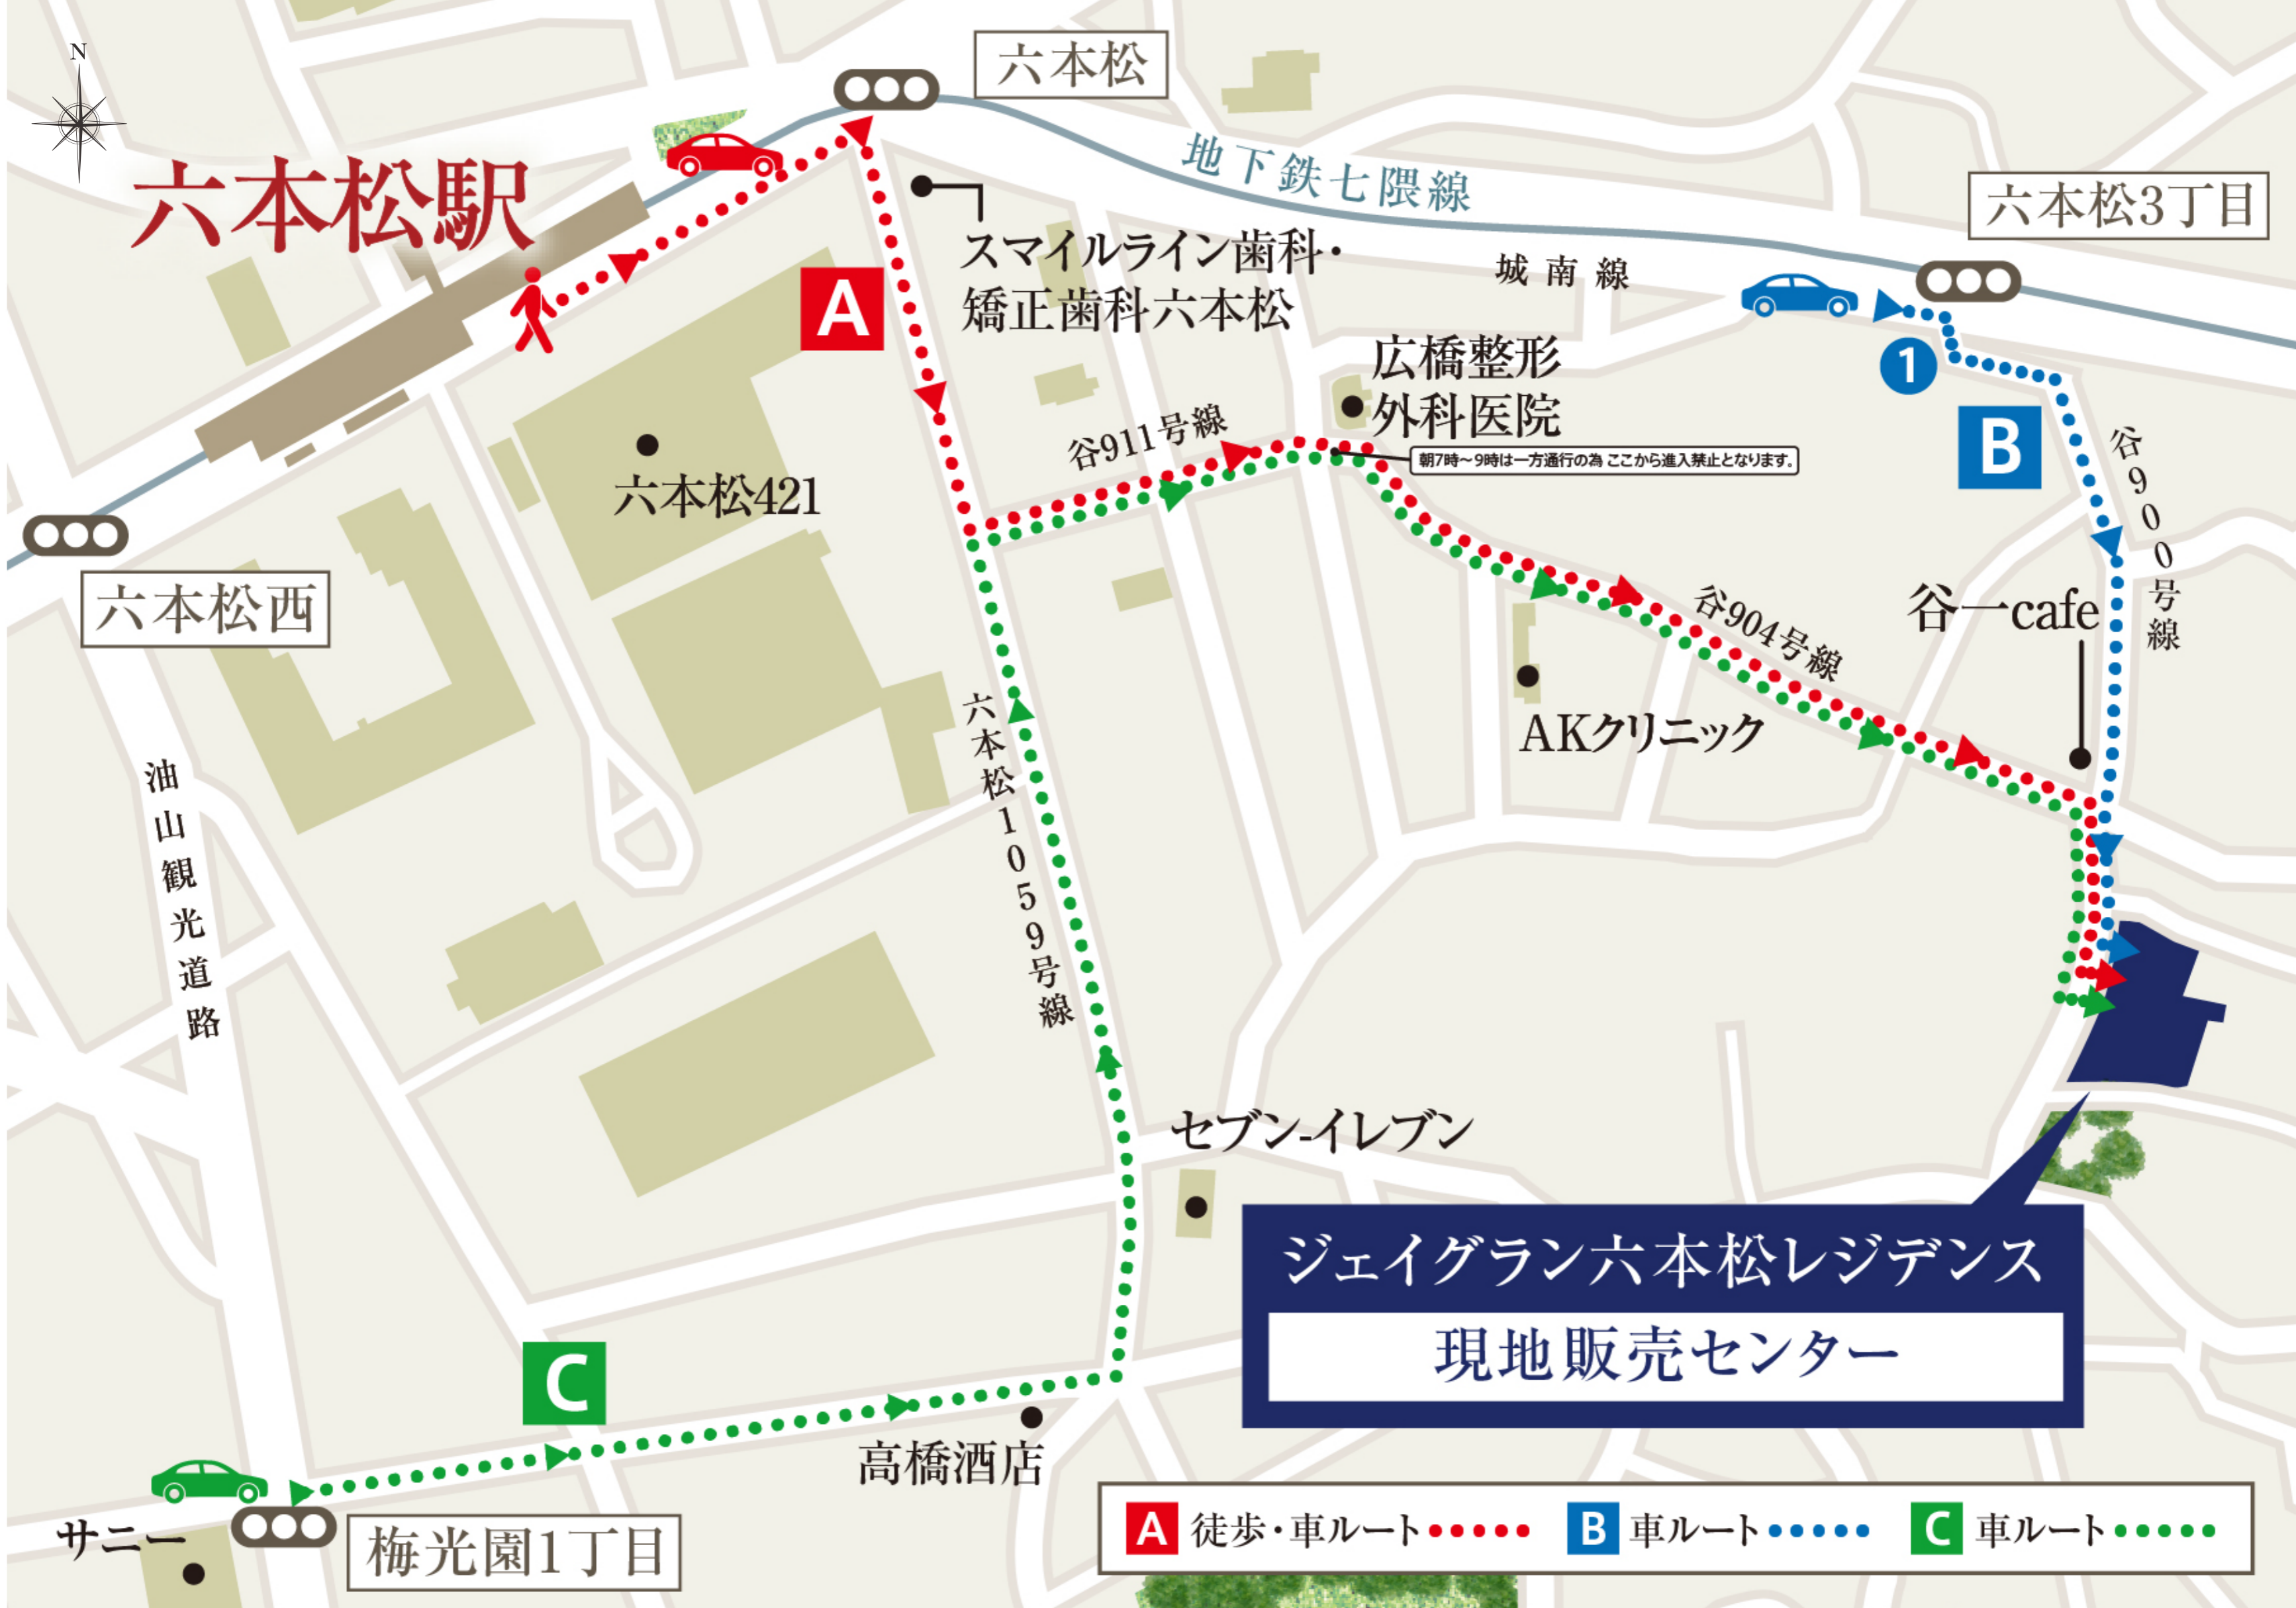 N
六本松
六本松駅
地下鉄七隈線
六本松3丁目
城南線
スマイルライン歯科・
矯正歯科六本松
A
1
B
広橋整形
外科医院
朝7時～9時は一方通行の為 ここから進入禁止となります。
谷911号線
谷900号線
六本松421
六本松西
谷904号線
谷一cafe
AKクリニック
六本松1059号線
油山観光道路
セブン-イレブン
ジェイグラン六本松レジデンス
現地販売センター
C
高橋酒店
サニー
梅光園1丁目
A 徒歩・車ルート B 車ルート C 車ルート